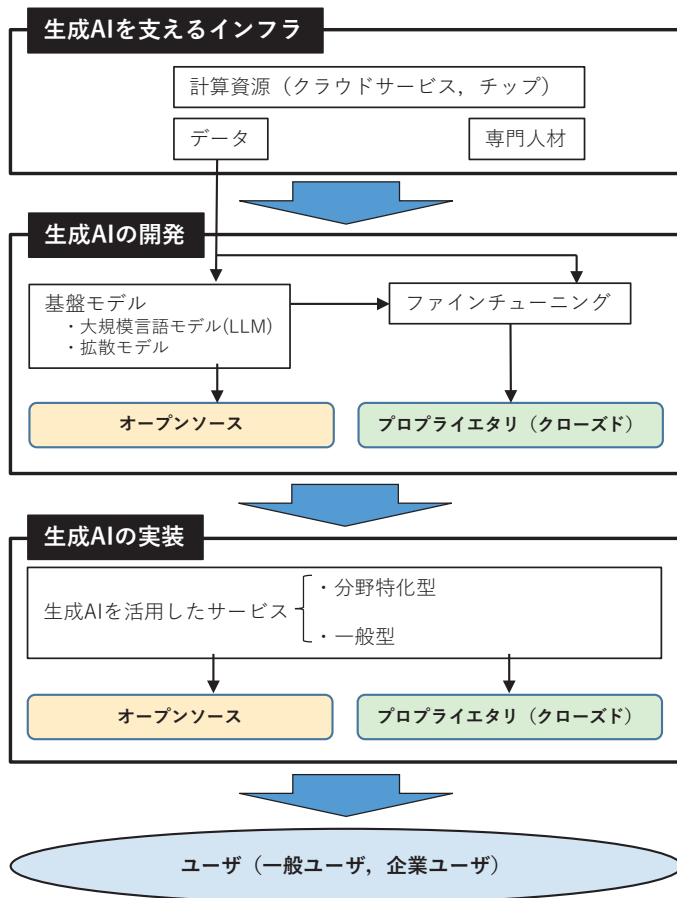 生成AIを支えるインフラ
計算資源（クラウドサービス，チップ）
データ
専門人材
生成AIの開発
基盤モデル
・大規模言語モデル(LLM)
・拡散モデル
ファインチューニング
オープンソース
プロプライエタリ（クローズド）
生成AIの実装
生成AIを活用したサービス
・分野特化型
・一般型
オープンソース
プロプライエタリ（クローズド）
ユーザ（一般ユーザ，企業ユーザ）